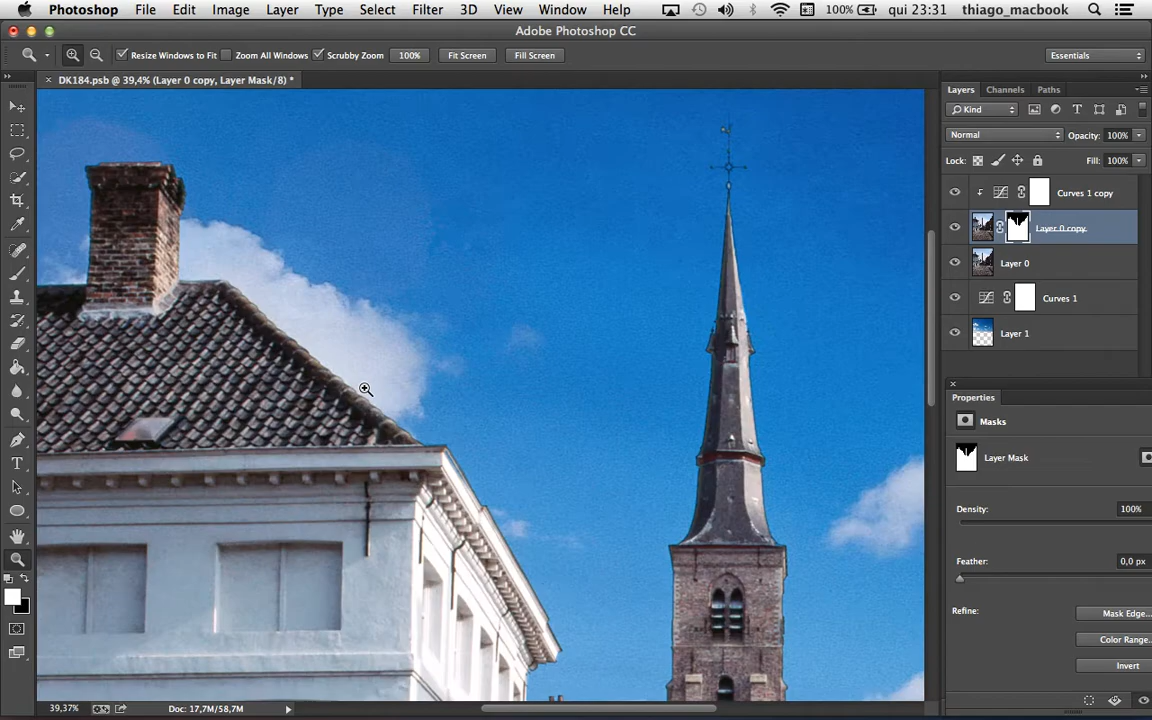 Photoshop File Edit Image Layer Type Select Filter 3D View Window Help 100% qui 23:31 thiago_macbook
Adobe Photoshop CC
Resize Windows to Fit Zoom All Windows Scrubby Zoom 100% Fit Screen Fill Screen Essentials
DK184.psb @ 39,4% (Layer 0 copy, Layer Mask/8) *
Layers Channels Paths
Kind
Normal Opacity: 100%
Lock: Fill: 100%
Curves 1 copy
Layer 0 copy
Layer 0
Curves 1
Layer 1
Properties
Masks
Layer Mask
Density: 100%
Feather: 0,0 px
Refine: Mask Edge...
Color Range...
Invert
39,37% Doc: 17,7M/58,7M